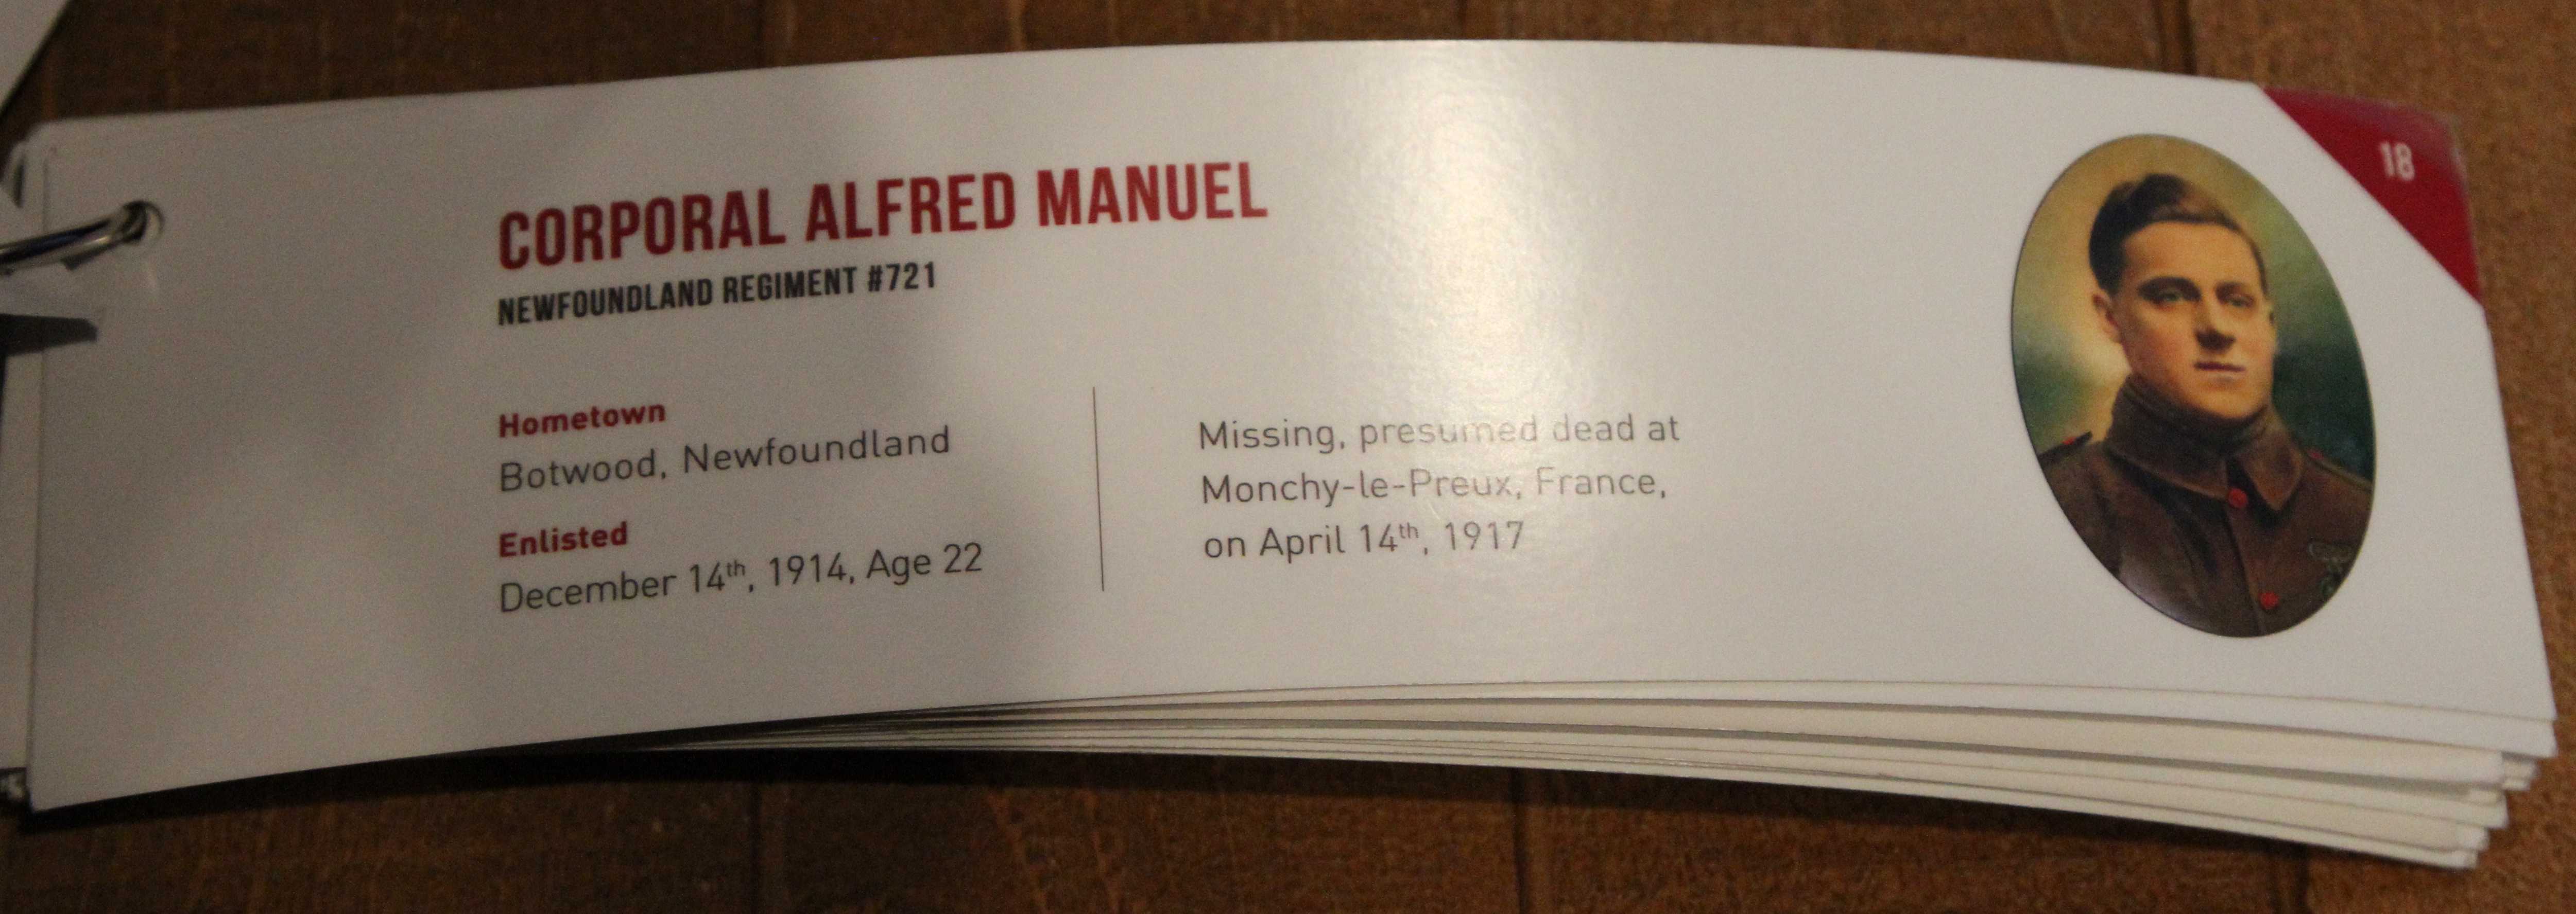 18
CORPORAL ALFRED MANUEL
NEWFOUNDLAND REGIMENT #721
Hometown
Botwood, Newfoundland
Enlisted
December 14th, 1914, Age 22
Missing, presumed dead at
Monchy-le-Preux, France,
on April 14th, 1917